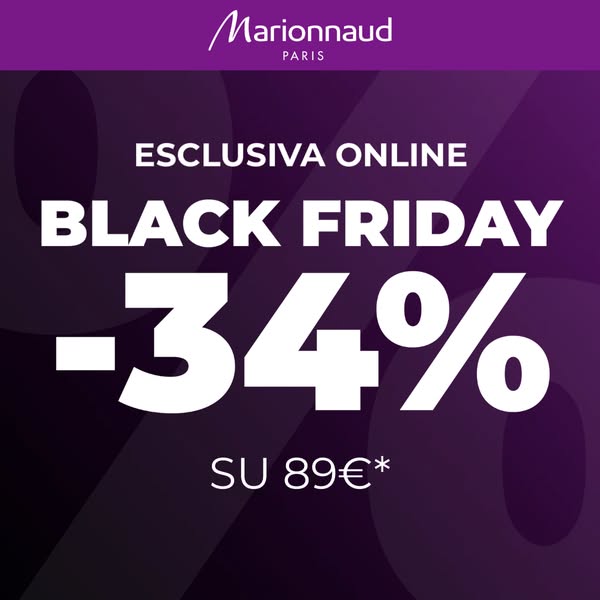 Marionnaud
PARIS
ESCLUSIVA ONLINE
BLACK FRIDAY
-34%
SU 89€*